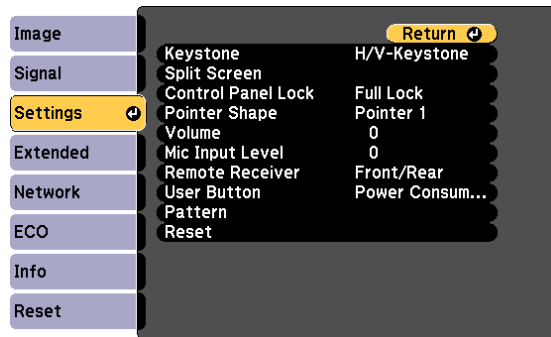 Image
Signal
Settings
Extended
Network
ECO
Info
Reset
Return
Keystone H/V-Keystone
Split Screen
Control Panel Lock Full Lock
Pointer Shape Pointer 1
Volume 0
Mic Input Level 0
Remote Receiver Front/Rear
User Button Power Consum...
Pattern
Reset